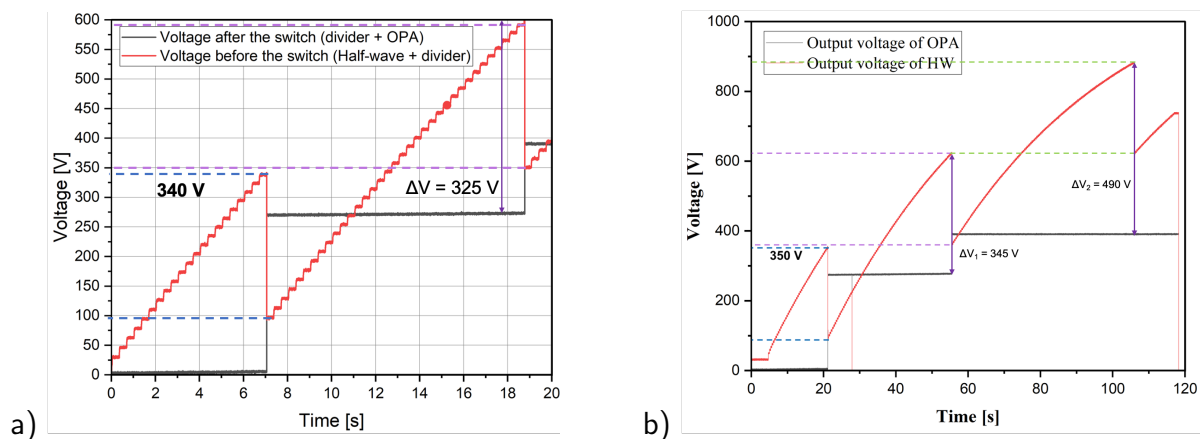 600
550
500
450
400
350
300
250
200
150
100
50
0
Voltage [V]
Voltage after the switch (divider + OPA)
Voltage before the switch (Half-wave + divider)
340 V
ΔV = 325 V
0 2 4 6 8 10 12 14 16 18 20
Time [s]
a)
1000
800
600
400
200
0
Voltage [V]
Output voltage of OPA
Output voltage of HW
350 V
ΔV₁ = 345 V
ΔV₂ = 490 V
0 20 40 60 80 100 120
Time [s]
b)